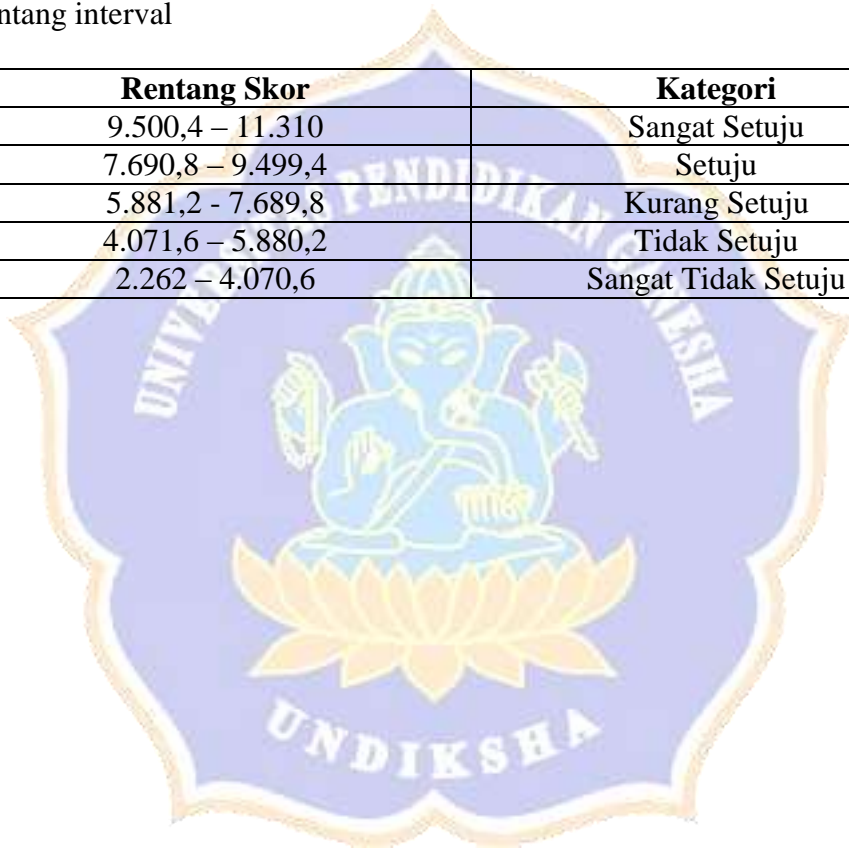 ntang interval
Rentang Skor Kategori
9.500,4 – 11.310 Sangat Setuju
7.690,8 – 9.499,4 Setuju
5.881,2 - 7.689,8 Kurang Setuju
4.071,6 – 5.880,2 Tidak Setuju
2.262 – 4.070,6 Sangat Tidak Setuju
UNIVERSITAS PENDIDIKAN GANESHA
UNDIKSHA